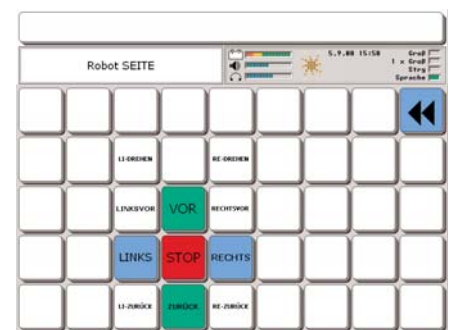 Robot SEITE
5.9.08 15:58
Groß
1 x Groß
Strg
Sprache
LI-DREHEN RE-DREHEN
LINKSVOR VOR RECHTSVOR
LINKS STOP RECHTS
LI-ZURÜCK ZURÜCK RE-ZURÜCK